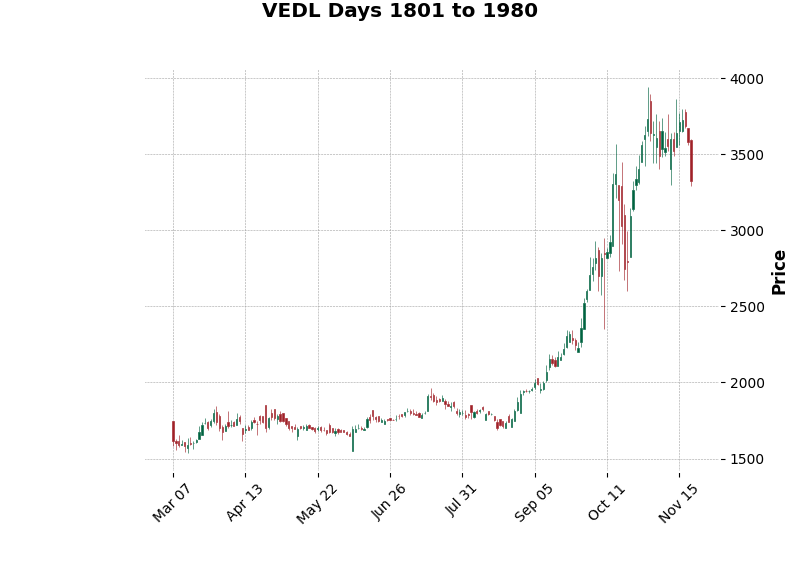 VEDL Days 1801 to 1980
4000
3500
3000
2500
2000
1500
Price
Mar 07
Apr 13
May 22
Jun 26
Jul 31
Sep 05
Oct 11
Nov 15